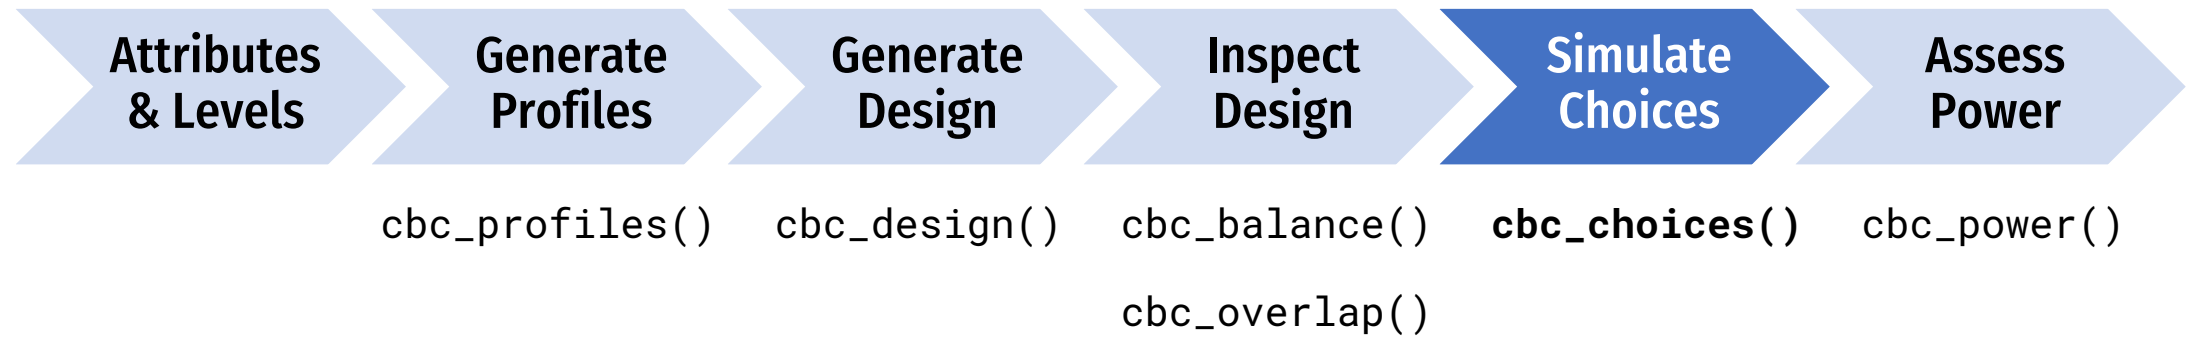 Attributes
& Levels
Generate
Profiles
Generate
Design
Inspect
Design
Simulate
Choices
Assess
Power
cbc_profiles()
cbc_design()
cbc_balance()
cbc_choices()
cbc_power()
cbc_overlap()